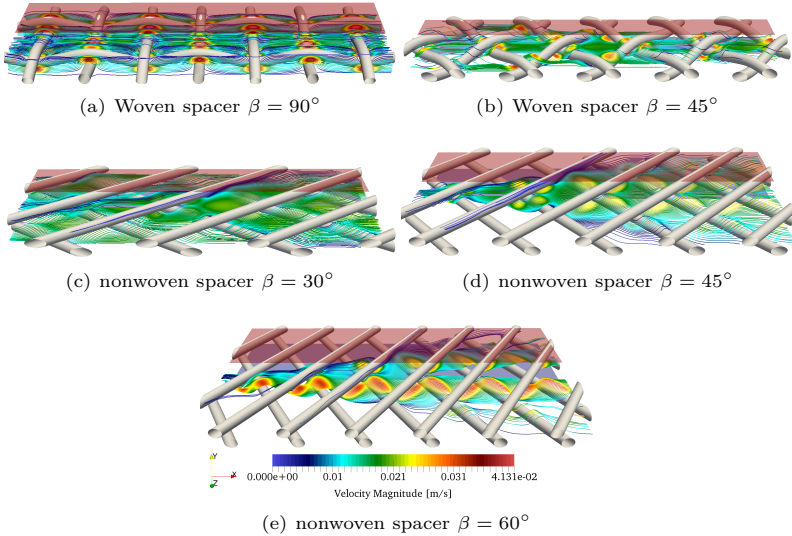 (a) Woven spacer β = 90°
(b) Woven spacer β = 45°
(c) nonwoven spacer β = 30°
(d) nonwoven spacer β = 45°
Y
X
Z
0.000e+00 0.01 0.021 0.031 4.131e-02
Velocity Magnitude [m/s]
(e) nonwoven spacer β = 60°